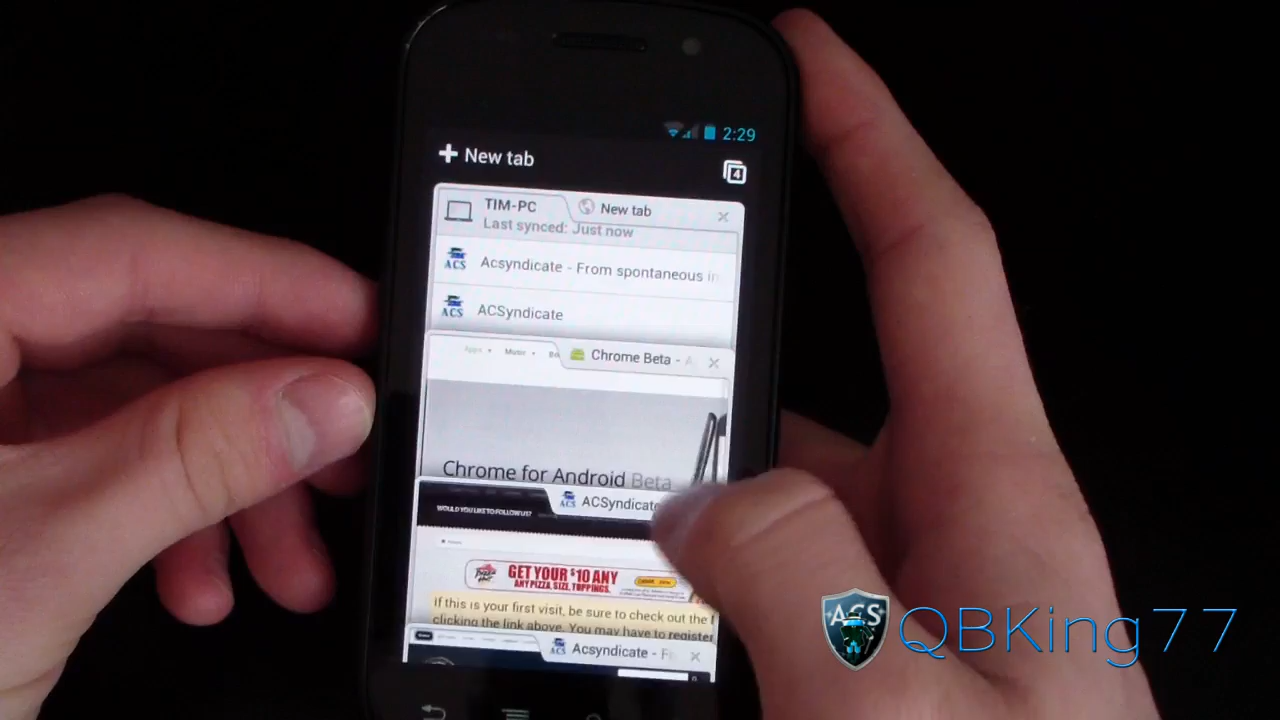 2:29
New tab
4
TIM-PC
New tab
Last synced: Just now
ACS
Acsyndicate - From spontaneous in
ACS
ACSyndicate
Apps
Music
Chrome Beta - A
Chrome for Android Beta
ACSyndicate
WOULD YOU LIKE TO FOLLOW US?
GET YOUR $10 ANY
ANY PIZZA, SIZE, TOPPINGS.
If this is your first visit, be sure to check out the
clicking the link above. You may have to register
ACS
Acsyndicate - F
ACS
QBKing77